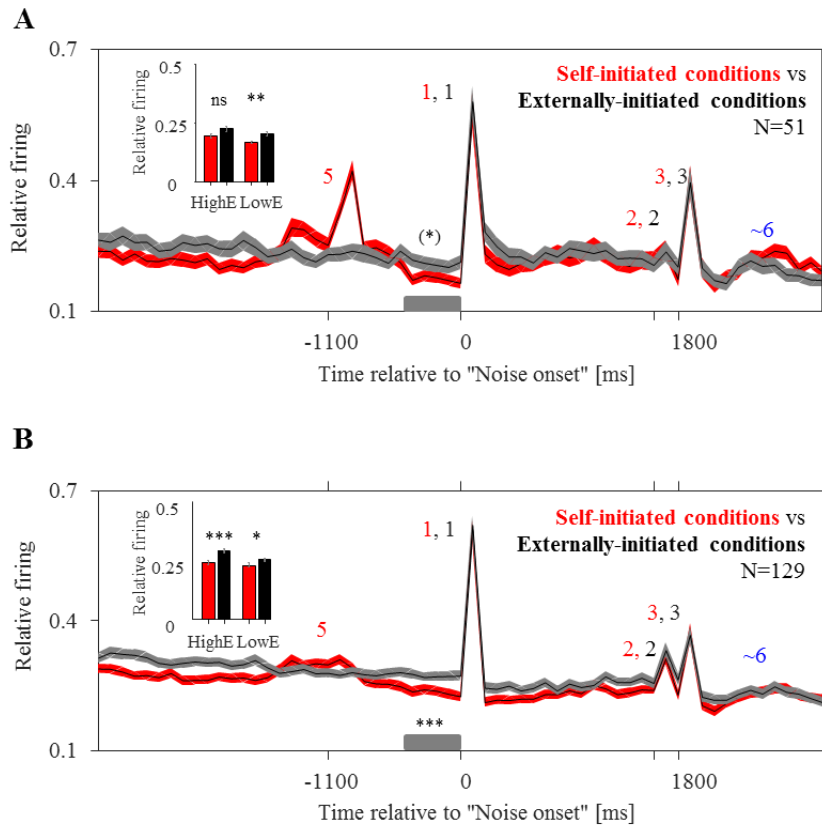 A
0.7
0.4
0.1
Relative firing
0.5
0.25
0
Relative firing
ns
**
HighE LowE
Self-initiated conditions vs
Externally-initiated conditions
N=51
1, 1
5
(*)
3, 3
2, 2
~6
-1100
0
1800
Time relative to "Noise onset" [ms]
B
0.7
0.4
0.1
Relative firing
0.5
0.25
0
Relative firing
***
*
HighE LowE
Self-initiated conditions vs
Externally-initiated conditions
N=129
1, 1
5
3, 3
2, 2
~6
***
-1100
0
1800
Time relative to "Noise onset" [ms]